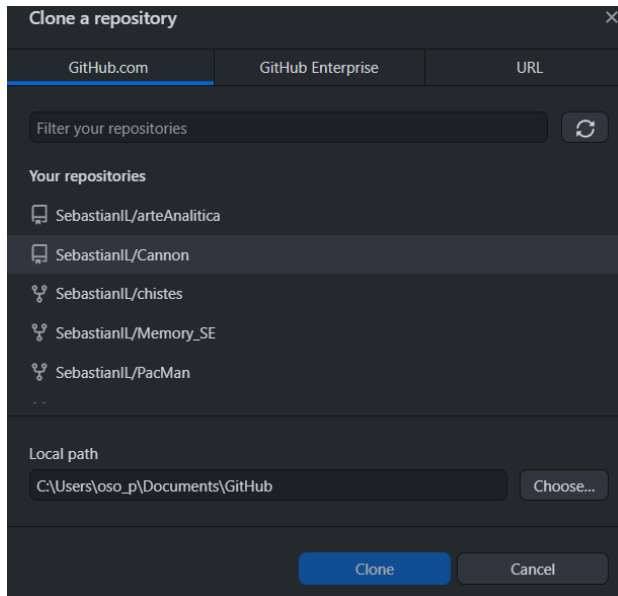 Clone a repository
GitHub.com
GitHub Enterprise
URL
Filter your repositories
Your repositories
SebastianIL/arteAnalitica
SebastianIL/Cannon
SebastianIL/chistes
SebastianIL/Memory_SE
SebastianIL/PacMan
Local path
C:\Users\oso_p\Documents\GitHub
Choose...
Clone
Cancel